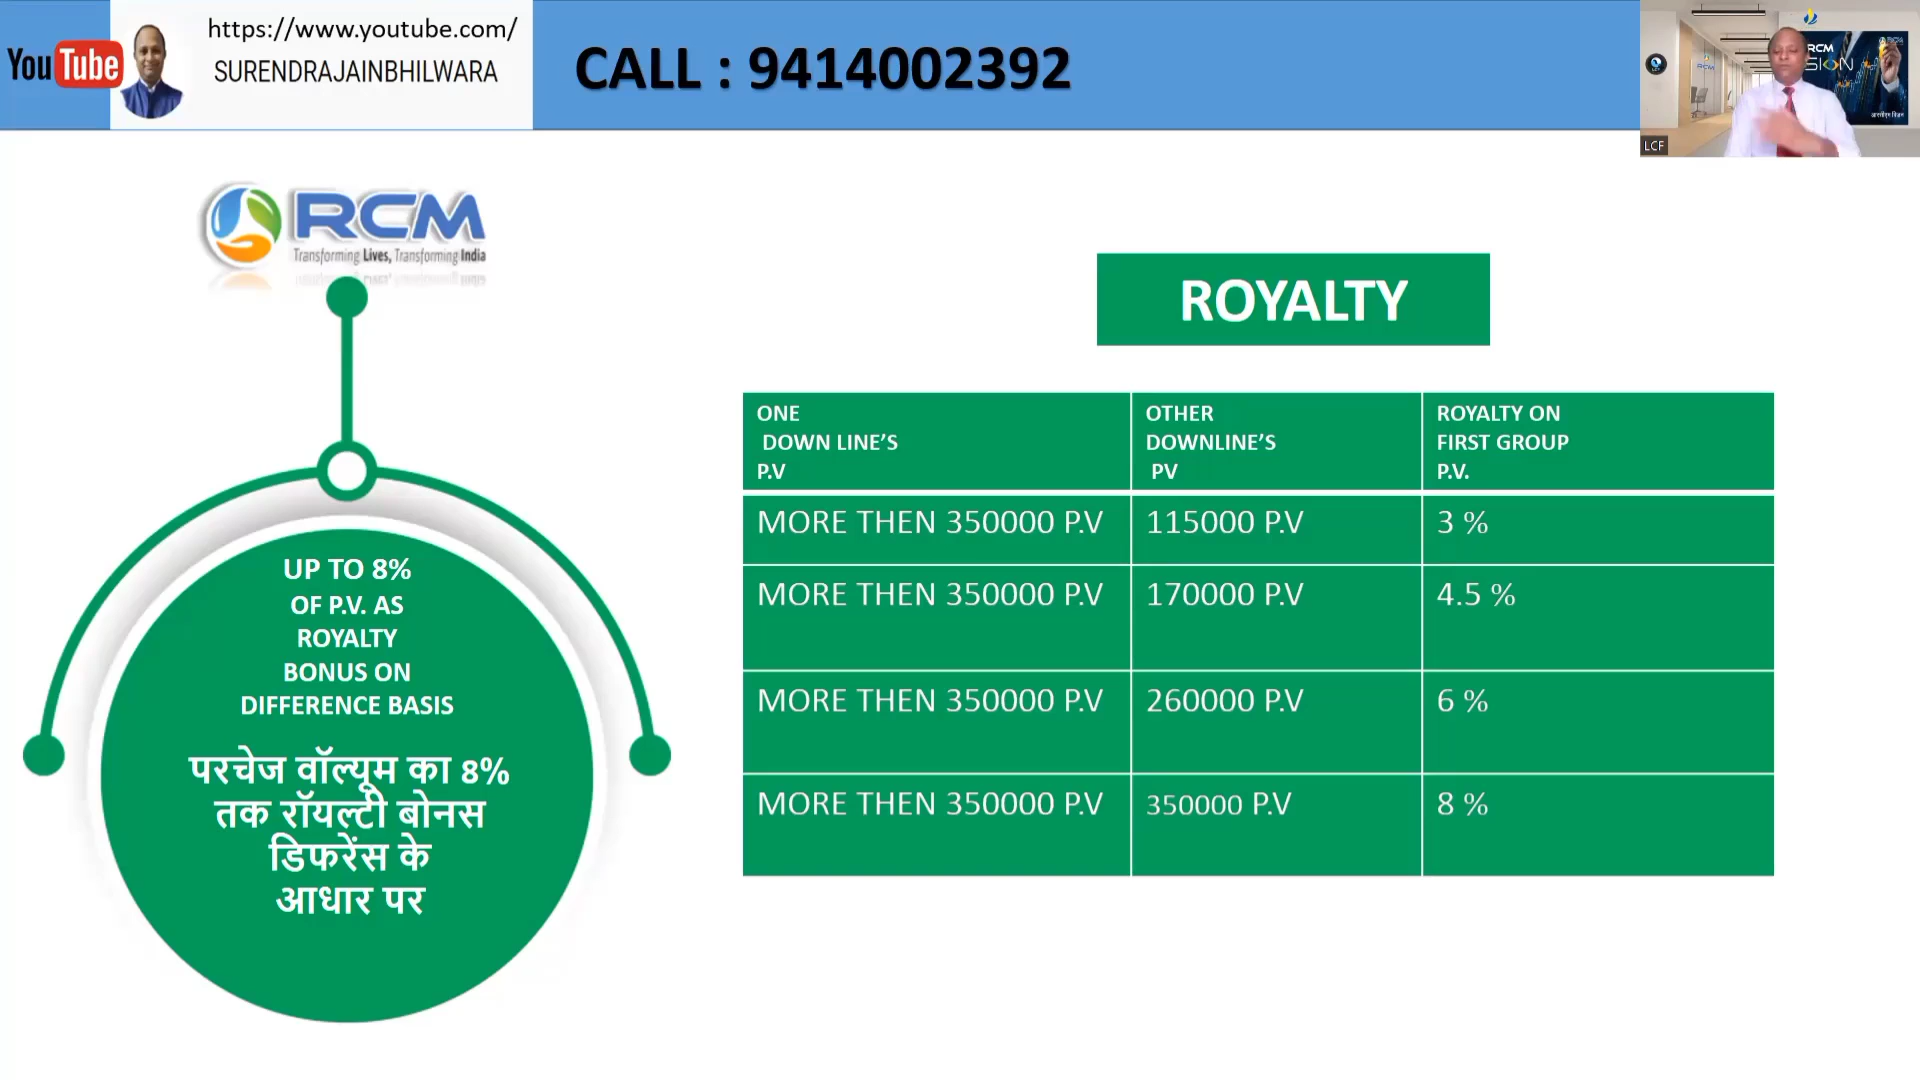 YouTube
https://www.youtube.com/
SURENDRAJAINBHILWARA
CALL : 9414002392
RCM
LCF
RCM
Transforming Lives, Transforming India
ROYALTY
ONE
DOWN LINE’S
P.V
OTHER
DOWNLINE’S
PV
ROYALTY ON
FIRST GROUP
P.V.
MORE THEN 350000 P.V 115000 P.V 3 %
MORE THEN 350000 P.V 170000 P.V 4.5 %
MORE THEN 350000 P.V 260000 P.V 6 %
MORE THEN 350000 P.V 350000 P.V 8 %
UP TO 8%
OF P.V. AS
ROYALTY
BONUS ON
DIFFERENCE BASIS
परचेज वॉल्यूम का 8%
तक रॉयल्टी बोनस
डिफरेंस के
आधार पर